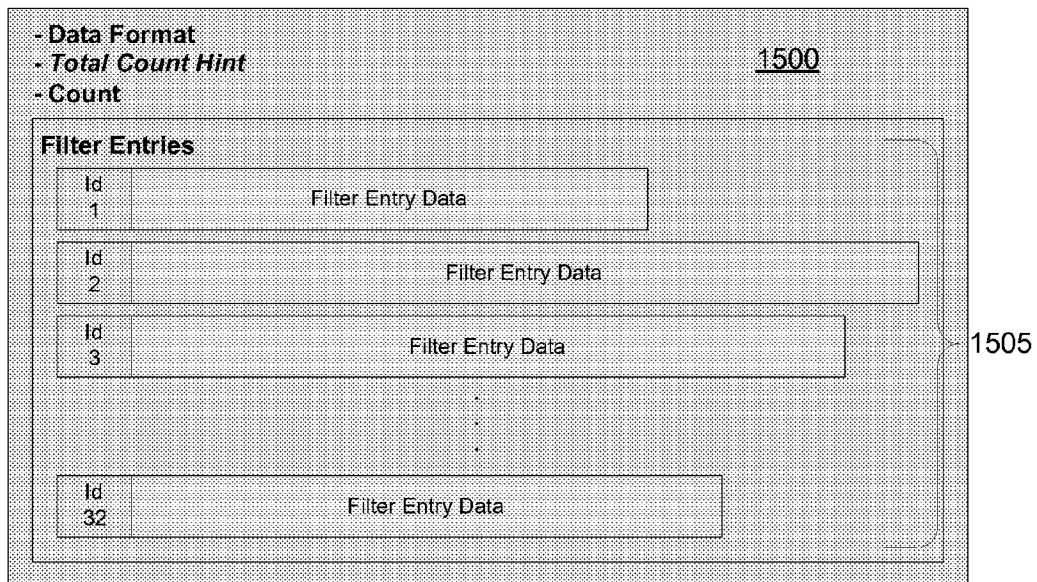 - Data Format
- Total Count Hint
1500
- Count
Filter Entries
Id
1
Filter Entry Data
Id
2
Filter Entry Data
Id
3
Filter Entry Data
1505
Id
32
Filter Entry Data